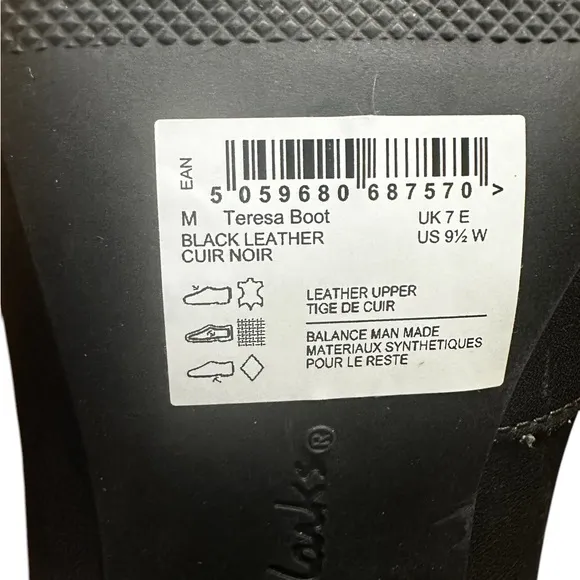 EAN
5 059680 687570 >
M Teresa Boot UK 7 E
BLACK LEATHER US 9½ W
CUIR NOIR
LEATHER UPPER
TIGE DE CUIR
BALANCE MAN MADE
MATERIAUX SYNTHETIQUES
POUR LE RESTE
Clarks®